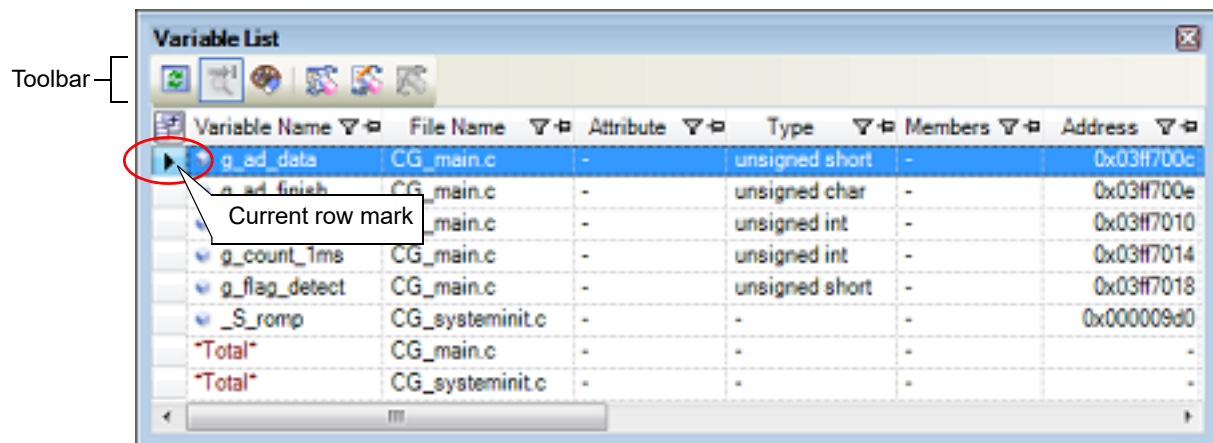 Variable List
Toolbar
Variable Name File Name Attribute Type Members Address
g_ad_data CG_main.c - unsigned short - 0x03ff700c
g_ad_finish CG_main.c - unsigned char - 0x03ff700e
Current row mark
CG_main.c - unsigned int - 0x03ff7010
g_count_1ms CG_main.c - unsigned int - 0x03ff7014
g_flag_detect CG_main.c - unsigned short - 0x03ff7018
_S_romp CG_systeminit.c - - - 0x000009d0
*Total* CG_main.c - - - -
*Total* CG_systeminit.c - - - -